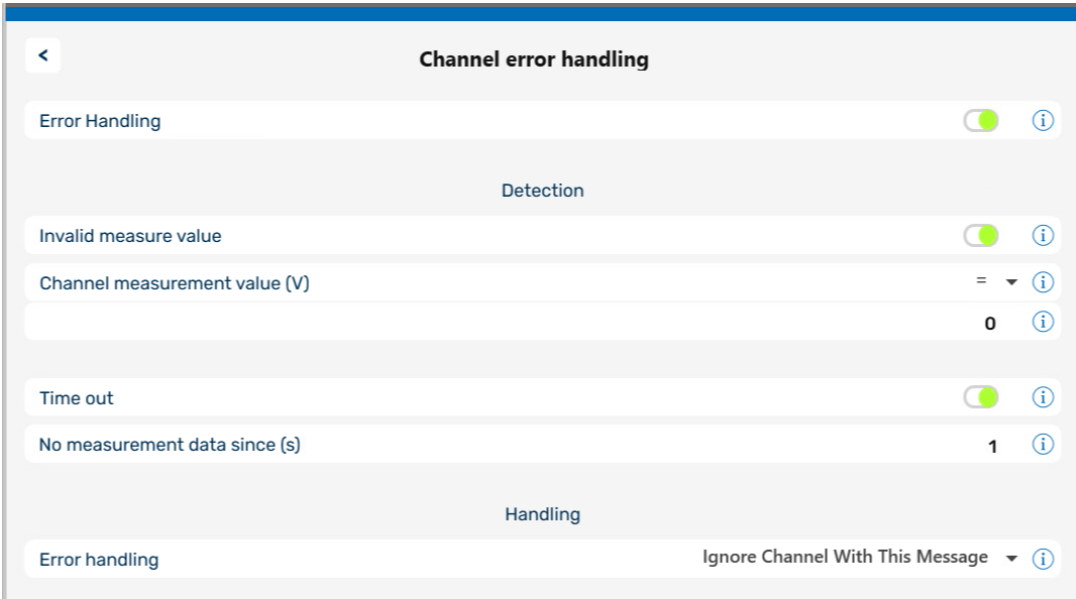 <
Channel error handling
Error Handling
Detection
Invalid measure value
Channel measurement value (V) =
0
Time out
No measurement data since (s) 1
Handling
Error handling Ignore Channel With This Message